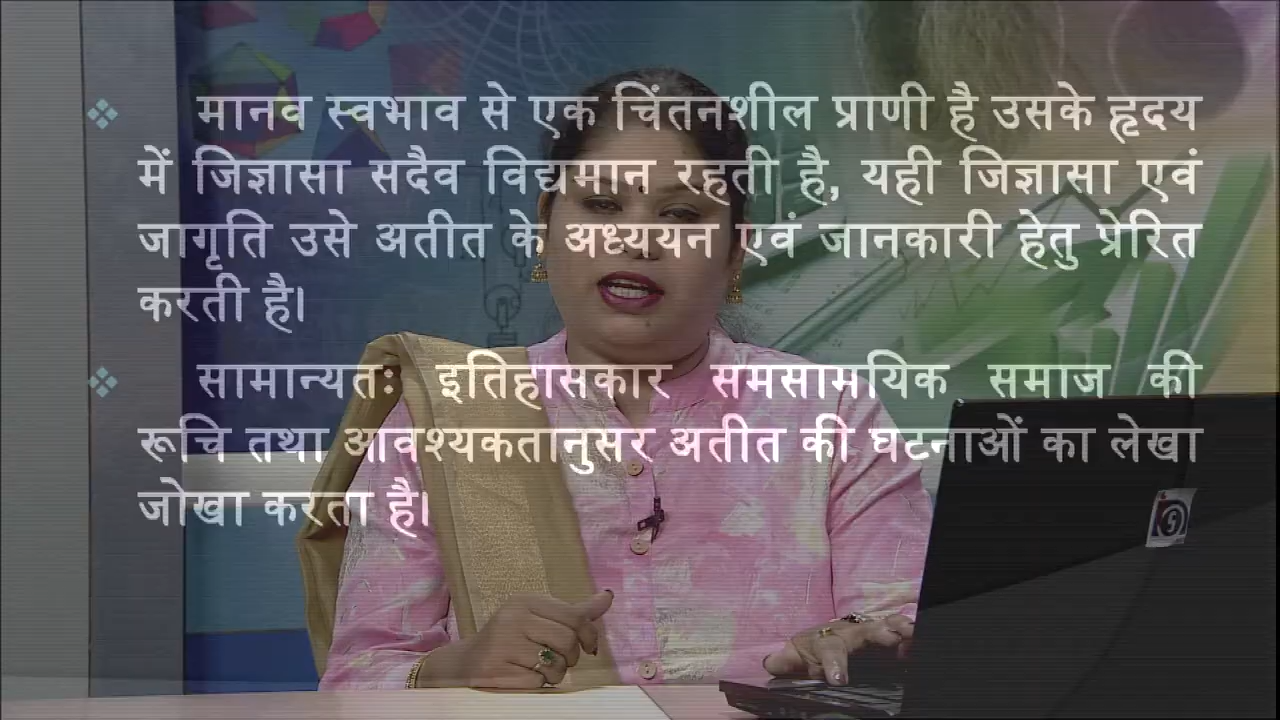 मानव स्वभाव से एक चिंतनशील प्राणी है उसके हृदय
में जिज्ञासा सदैव विद्यमान रहती है, यही जिज्ञासा एवं
जागृति उसे अतीत के अध्ययन एवं जानकारी हेतु प्रेरित
करती है।
सामान्यतः इतिहासकार समसामयिक समाज की
रूचि तथा आवश्यकतानुसर अतीत की घटनाओं का लेखा
जोखा करता है।